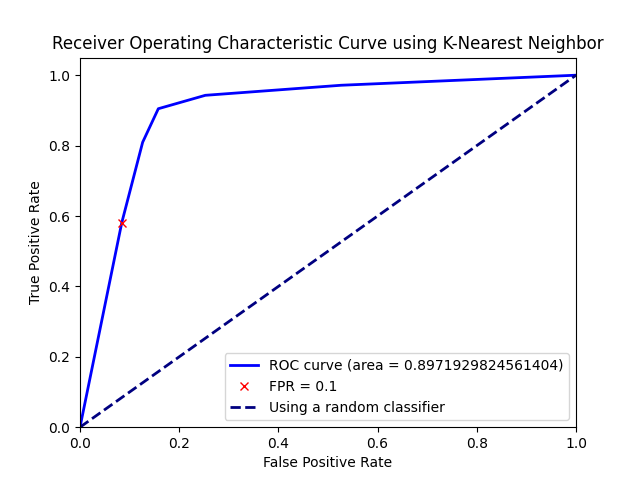 Receiver Operating Characteristic Curve using K-Nearest Neighbor
1.0
0.8
0.6
0.4
0.2
0.0
True Positive Rate
ROC curve (area = 0.8971929824561404)
FPR = 0.1
Using a random classifier
0.0 0.2 0.4 0.6 0.8 1.0
False Positive Rate